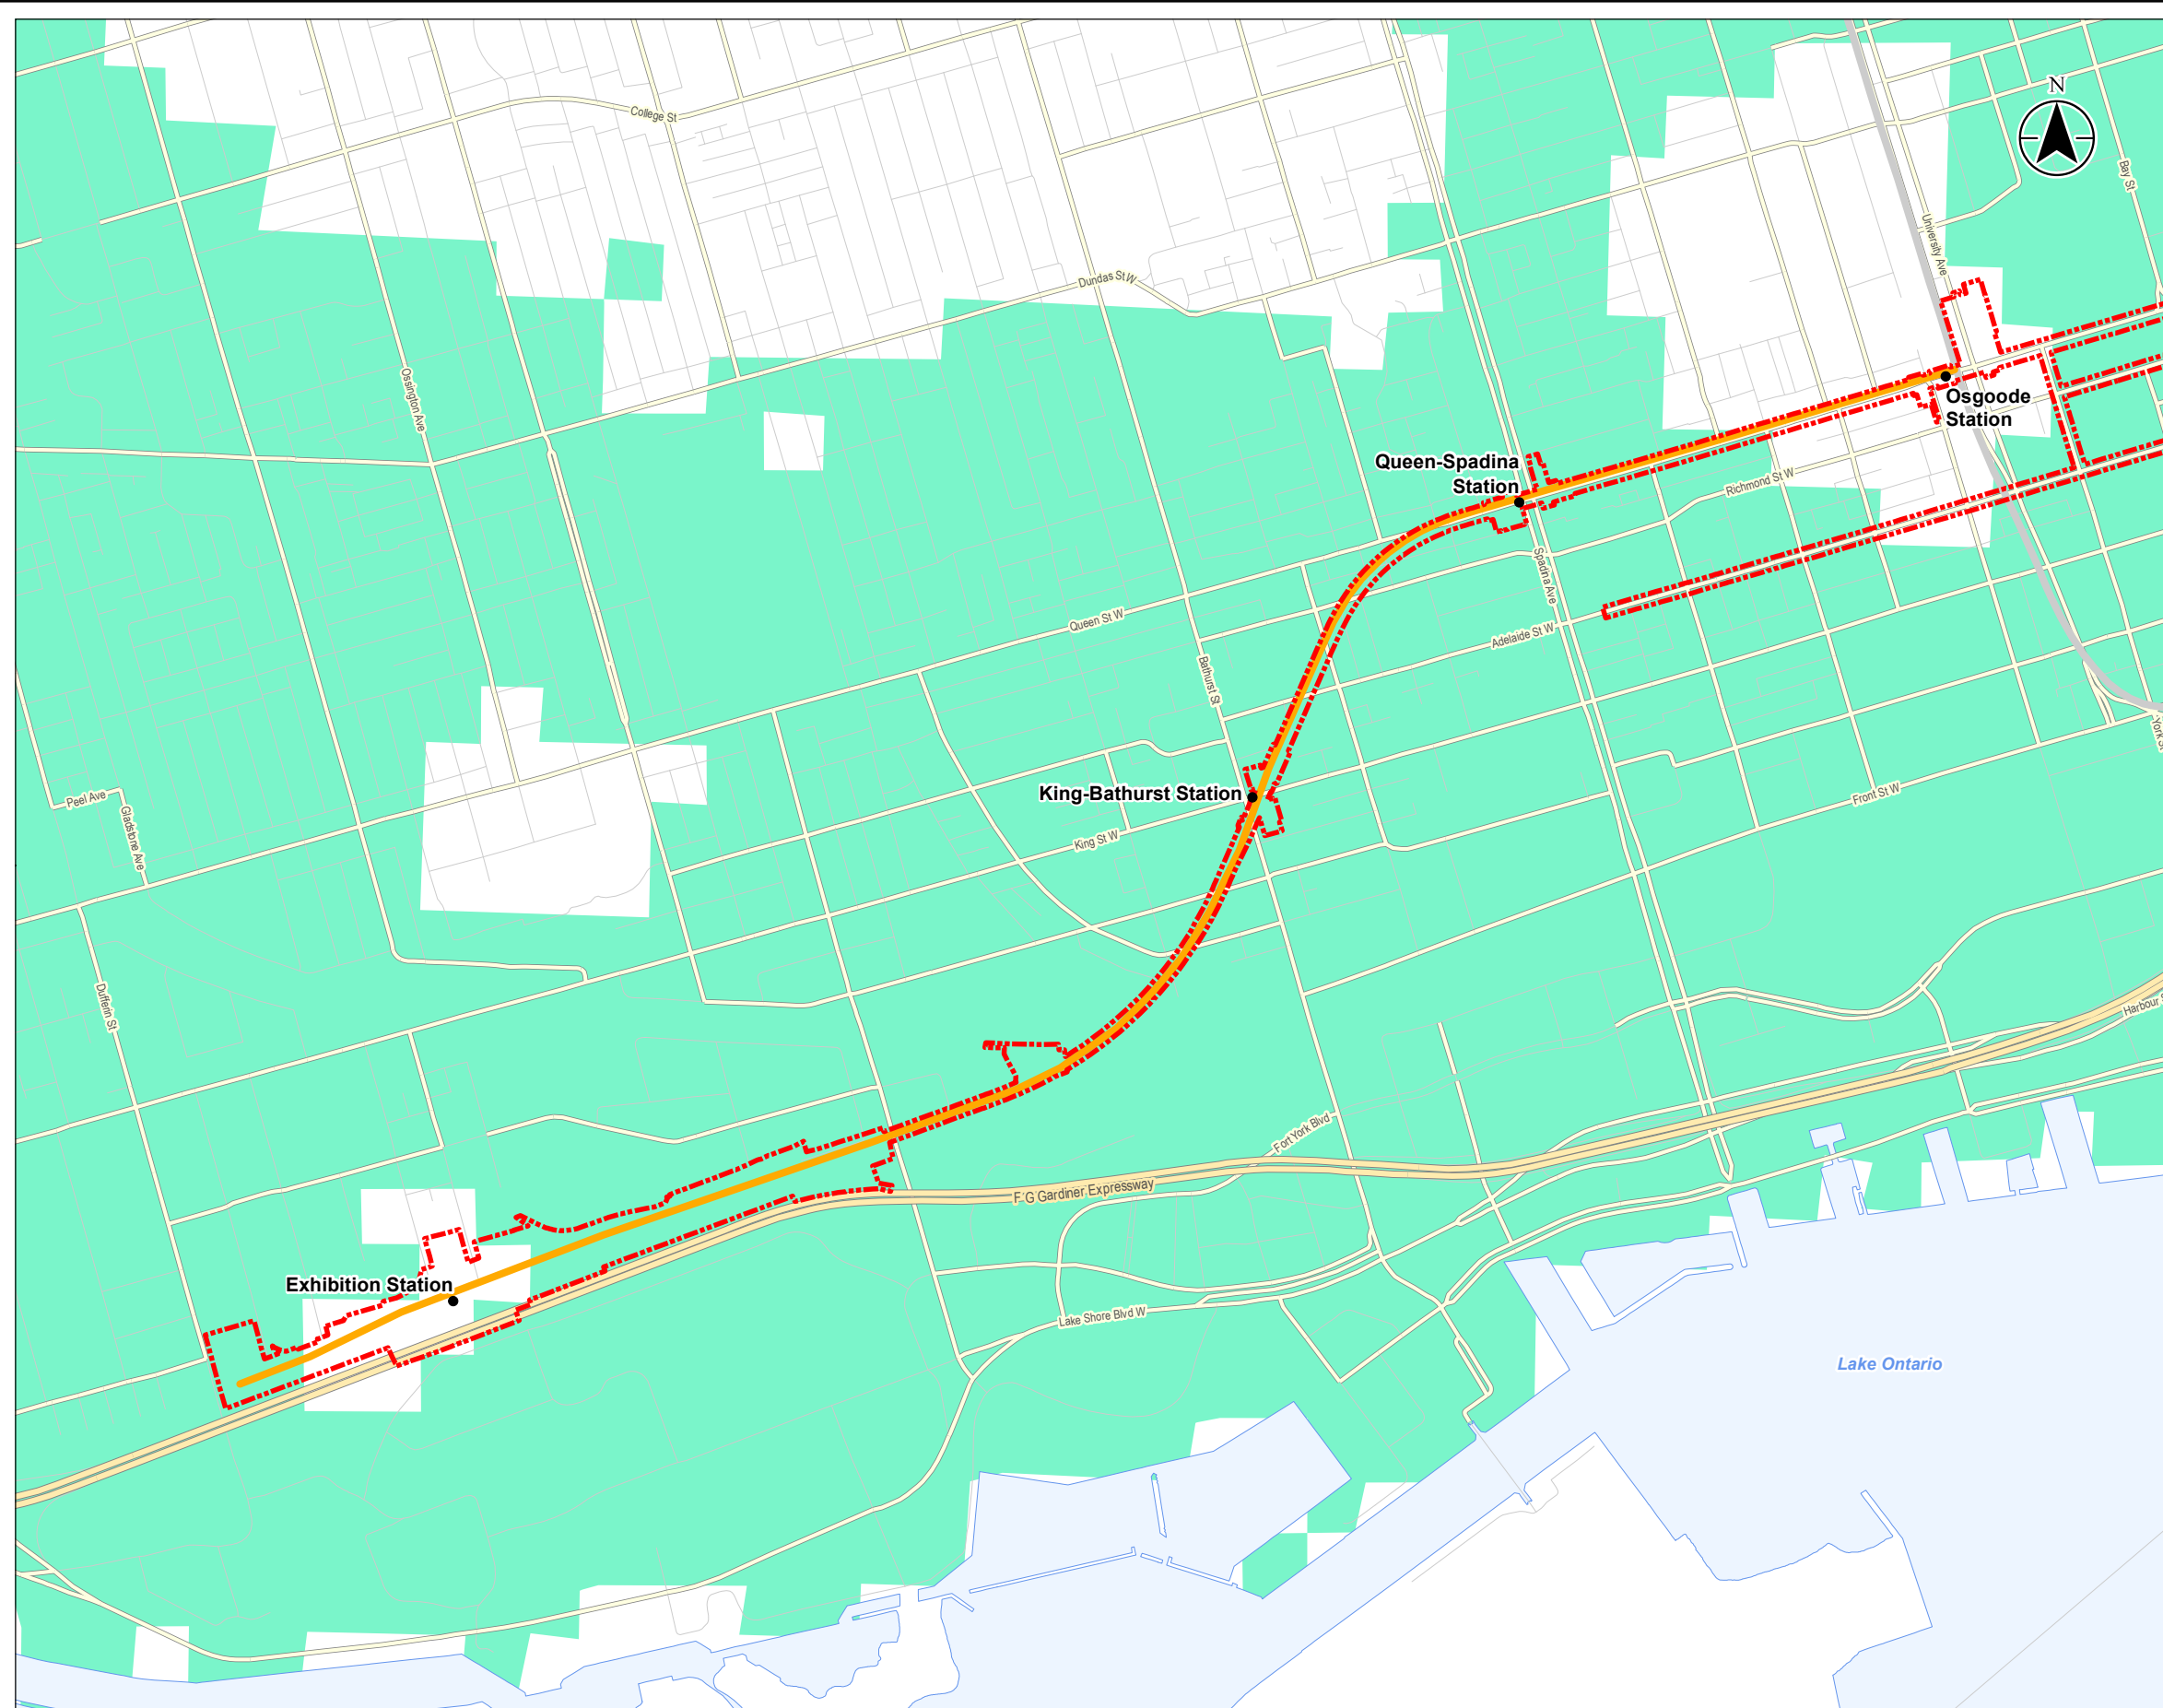 N
College St
Bay St
University Ave
Dundas St W
Ossington Ave
Osgoode
Station
Queen-Spadina
Station
Richmond St W
Spadina Ave
Queen St W
Adelaide St W
Bathurst St
York St
King-Bathurst Station
Peel Ave
Gladstone Ave
King St W
Front St W
Dufferin St
Harbour
Fort York Blvd
F G Gardiner Expressway
Exhibition Station
Lake Shore Blvd W
Lake Ontario